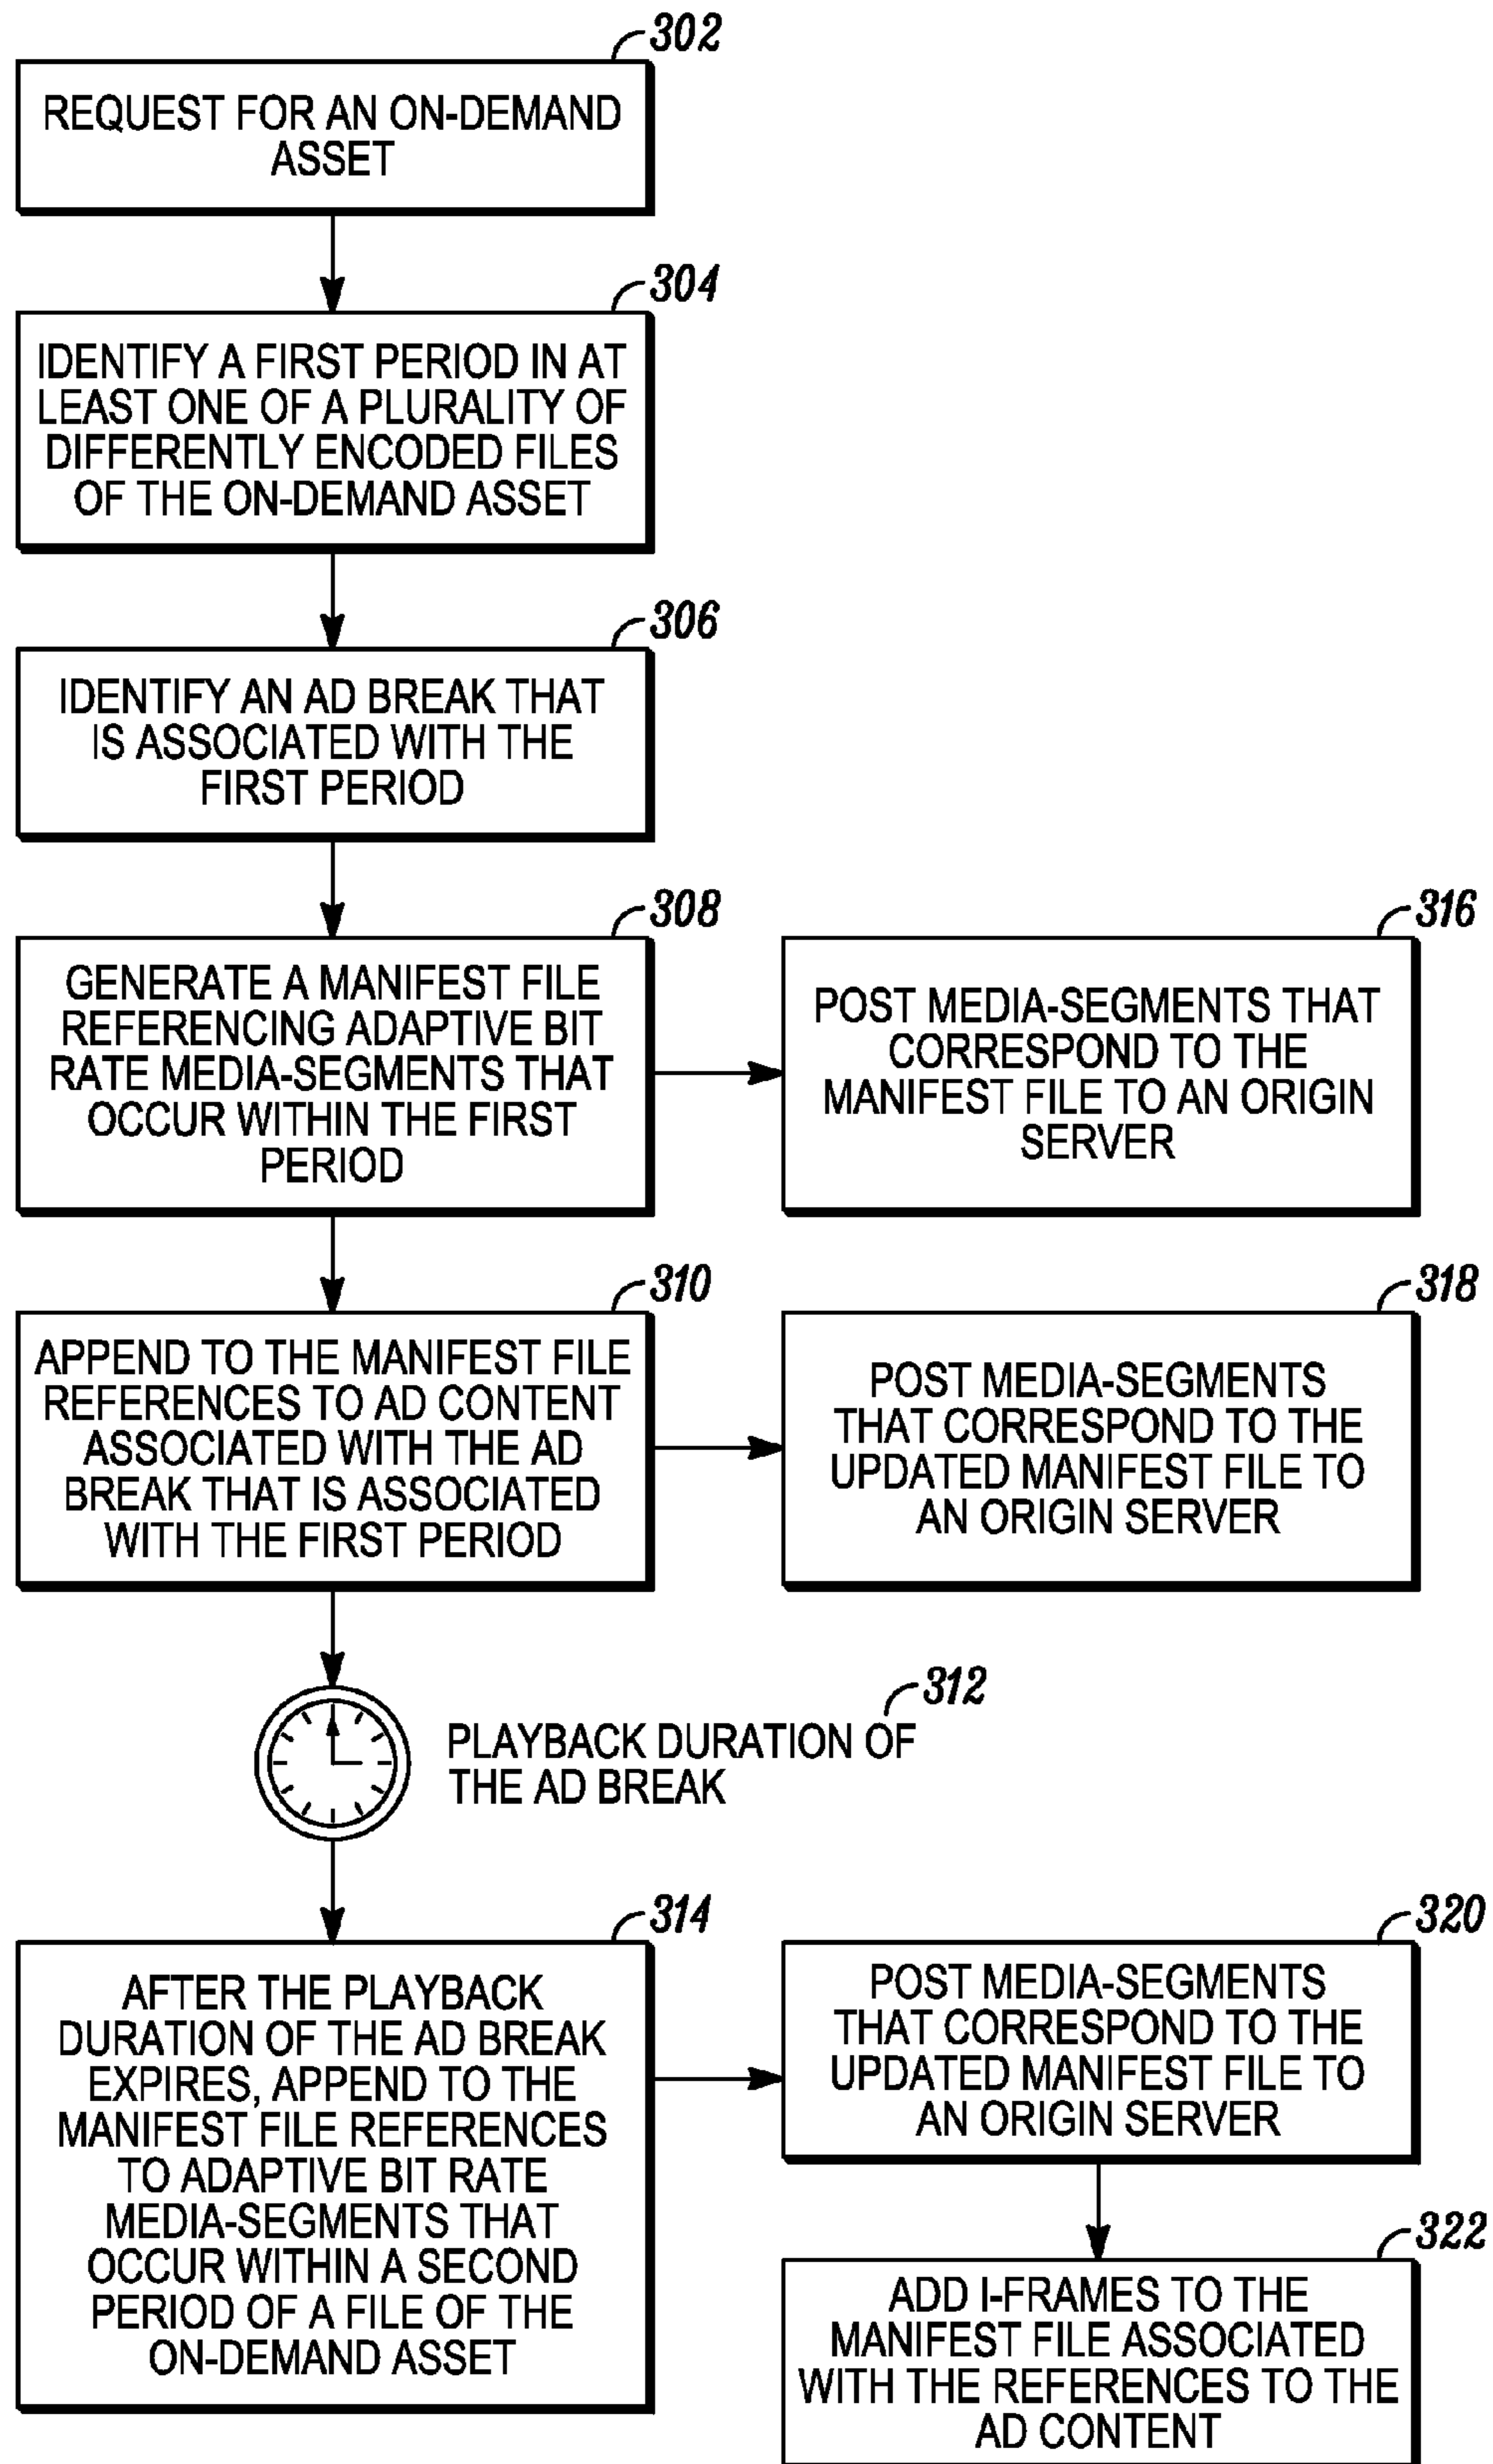 302
REQUEST FOR AN ON-DEMAND
ASSET
304
IDENTIFY A FIRST PERIOD IN AT
LEAST ONE OF A PLURALITY OF
DIFFERENTLY ENCODED FILES
OF THE ON-DEMAND ASSET
306
IDENTIFY AN AD BREAK THAT
IS ASSOCIATED WITH THE
FIRST PERIOD
308
GENERATE A MANIFEST FILE
REFERENCING ADAPTIVE BIT
RATE MEDIA-SEGMENTS THAT
OCCUR WITHIN THE FIRST
PERIOD
316
POST MEDIA-SEGMENTS THAT
CORRESPOND TO THE
MANIFEST FILE TO AN ORIGIN
SERVER
310
APPEND TO THE MANIFEST FILE
REFERENCES TO AD CONTENT
ASSOCIATED WITH THE AD
BREAK THAT IS ASSOCIATED
WITH THE FIRST PERIOD
318
POST MEDIA-SEGMENTS
THAT CORRESPOND TO THE
UPDATED MANIFEST FILE TO
AN ORIGIN SERVER
312
PLAYBACK DURATION OF
THE AD BREAK
314
AFTER THE PLAYBACK
DURATION OF THE AD BREAK
EXPIRES, APPEND TO THE
MANIFEST FILE REFERENCES
TO ADAPTIVE BIT RATE
MEDIA-SEGMENTS THAT
OCCUR WITHIN A SECOND
PERIOD OF A FILE OF THE
ON-DEMAND ASSET
320
POST MEDIA-SEGMENTS
THAT CORRESPOND TO THE
UPDATED MANIFEST FILE TO
AN ORIGIN SERVER
322
ADD I-FRAMES TO THE
MANIFEST FILE ASSOCIATED
WITH THE REFERENCES TO THE
AD CONTENT